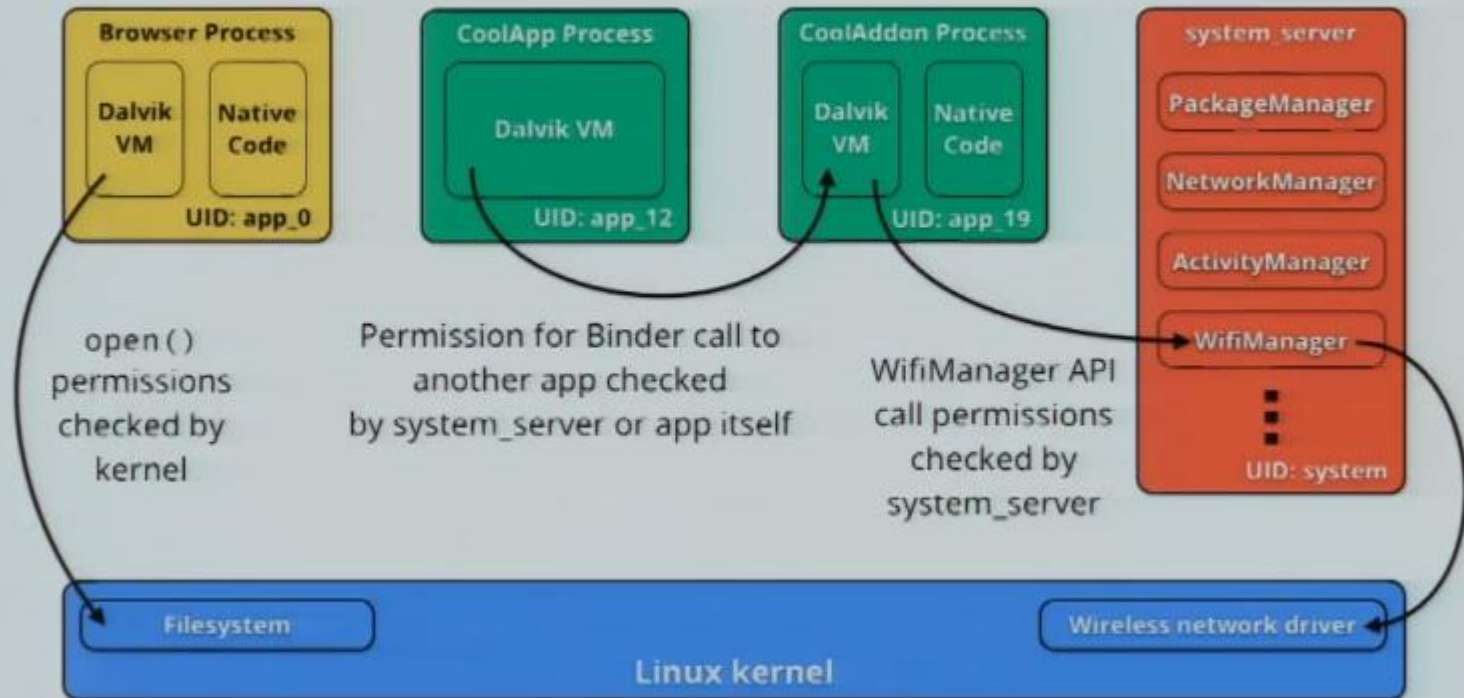 Browser Process
Dalvik
VM
Native
Code
UID: app_0
CoolApp Process
Dalvik VM
UID: app_12
CoolAddon Process
Dalvik
VM
Native
Code
UID: app_19
system_server
PackageManager
NetworkManager
ActivityManager
WifiManager
UID: system
open()
permissions
checked by
kernel
Permission for Binder call to
another app checked
by system_server or app itself
WifiManager API
call permissions
checked by
system_server
Filesystem
Wireless network driver
Linux kernel